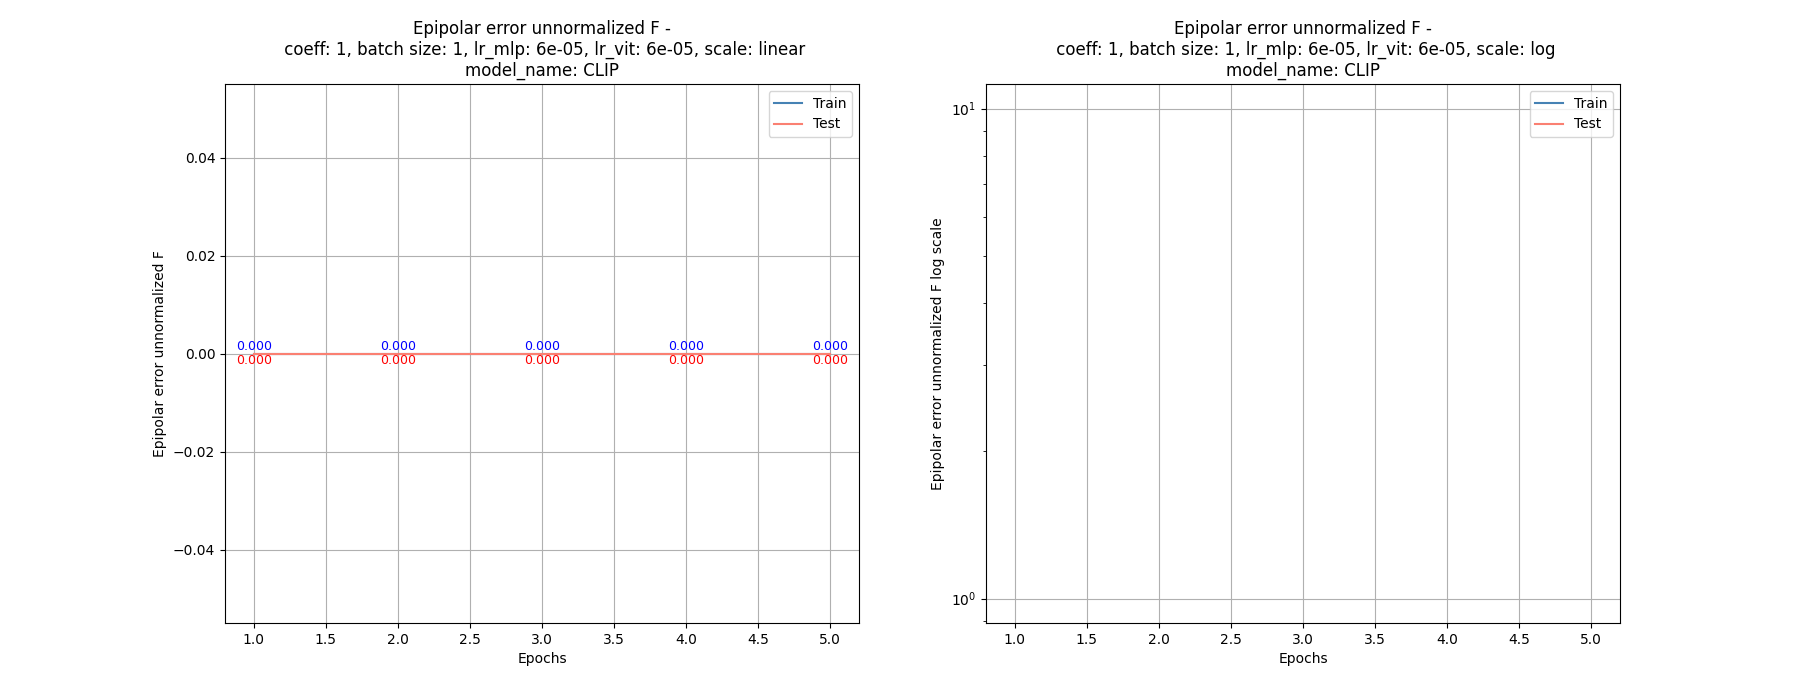 Epipolar error unnormalized F -
coeff: 1, batch size: 1, lr_mlp: 6e-05, lr_vit: 6e-05, scale: linear
model_name: CLIP
Train
Test
0.04
0.02
0.00
−0.02
−0.04
Epipolar error unnormalized F
0.000 0.000 0.000 0.000 0.000
0.000 0.000 0.000 0.000 0.000
1.0 1.5 2.0 2.5 3.0 3.5 4.0 4.5 5.0
Epochs
Epipolar error unnormalized F -
coeff: 1, batch size: 1, lr_mlp: 6e-05, lr_vit: 6e-05, scale: log
model_name: CLIP
Train
Test
10¹
10⁰
Epipolar error unnormalized F log scale
1.0 1.5 2.0 2.5 3.0 3.5 4.0 4.5 5.0
Epochs